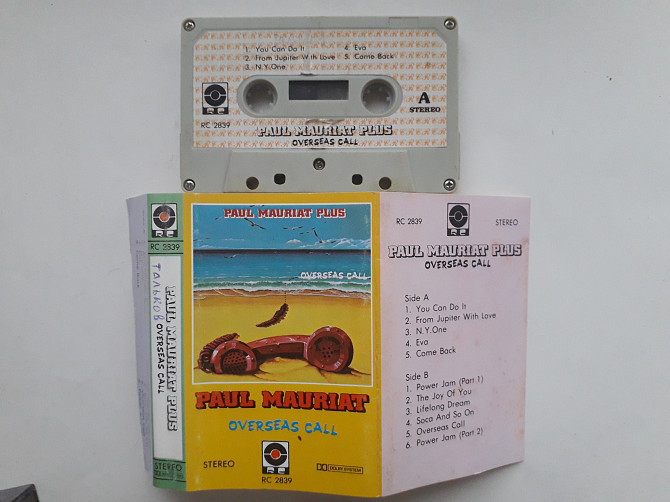 1. You Can Do It
2. From Jupiter With Love
3. N.Y.One
4. Eva
5. Came Back
RC 2839
A
STEREO
PAUL MAURIAT PLUS
OVERSEAS CALL
RC 2839
ТАЛЬКОВ
PAUL MAURIAT PLUS
OVERSEAS CALL
STEREO
PAUL MAURIAT PLUS
OVERSEAS CALL
PAUL MAURIAT
OVERSEAS CALL
STEREO
RC 2839
DOLBY SYSTEM
RC 2839
STEREO
PAUL MAURIAT PLUS
OVERSEAS CALL
Side A
1. You Can Do It
2. From Jupiter With Love
3. N.Y.One
4. Eva
5. Came Back
Side B
1. Power Jam (Part 1)
2. The Joy Of You
3. Lifelong Dream
4. Soca And So On
5. Overseas Call
6. Power Jam (Part 2)